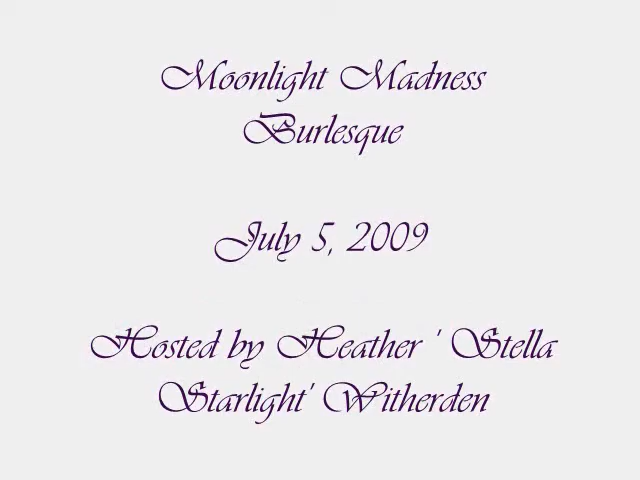 Moonlight Madness
Burlesque
July 5, 2009
Hosted by Heather ' Stella
Starlight' Witherden